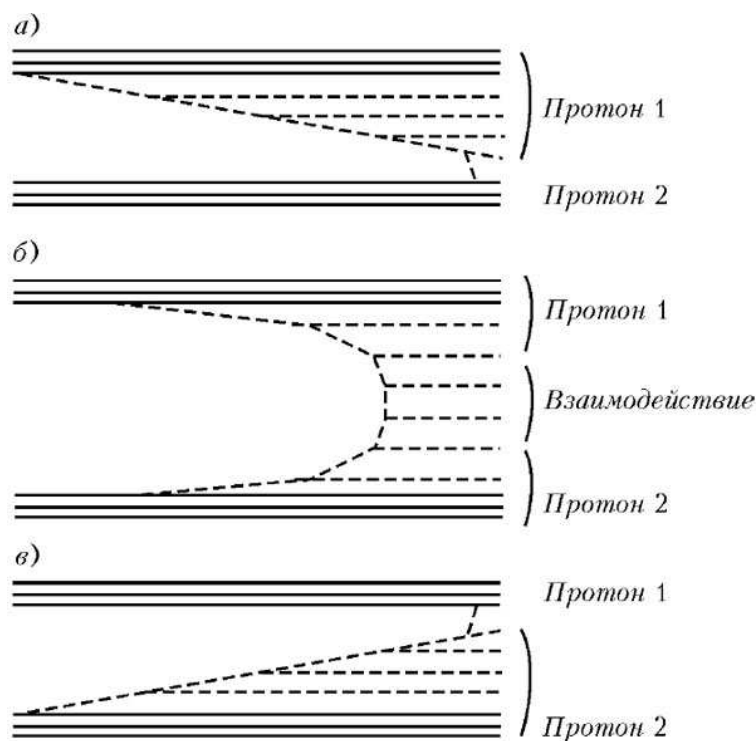 а)
Протон 1
Протон 2
б)
Протон 1
Взаимодействие
Протон 2
в)
Протон 1
Протон 2